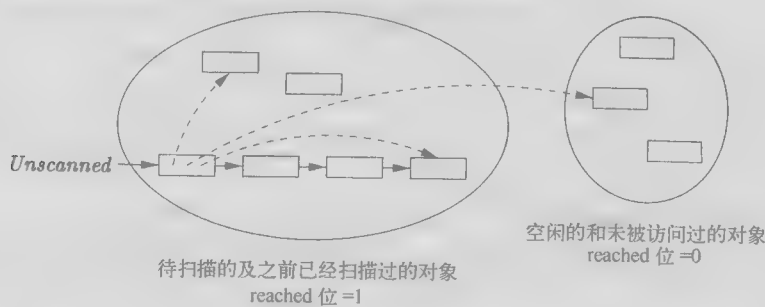 Unscanned
空闲的和未被访问过的对象
reached 位 =0
待扫描的及之前已经扫描过的对象
reached 位 =1